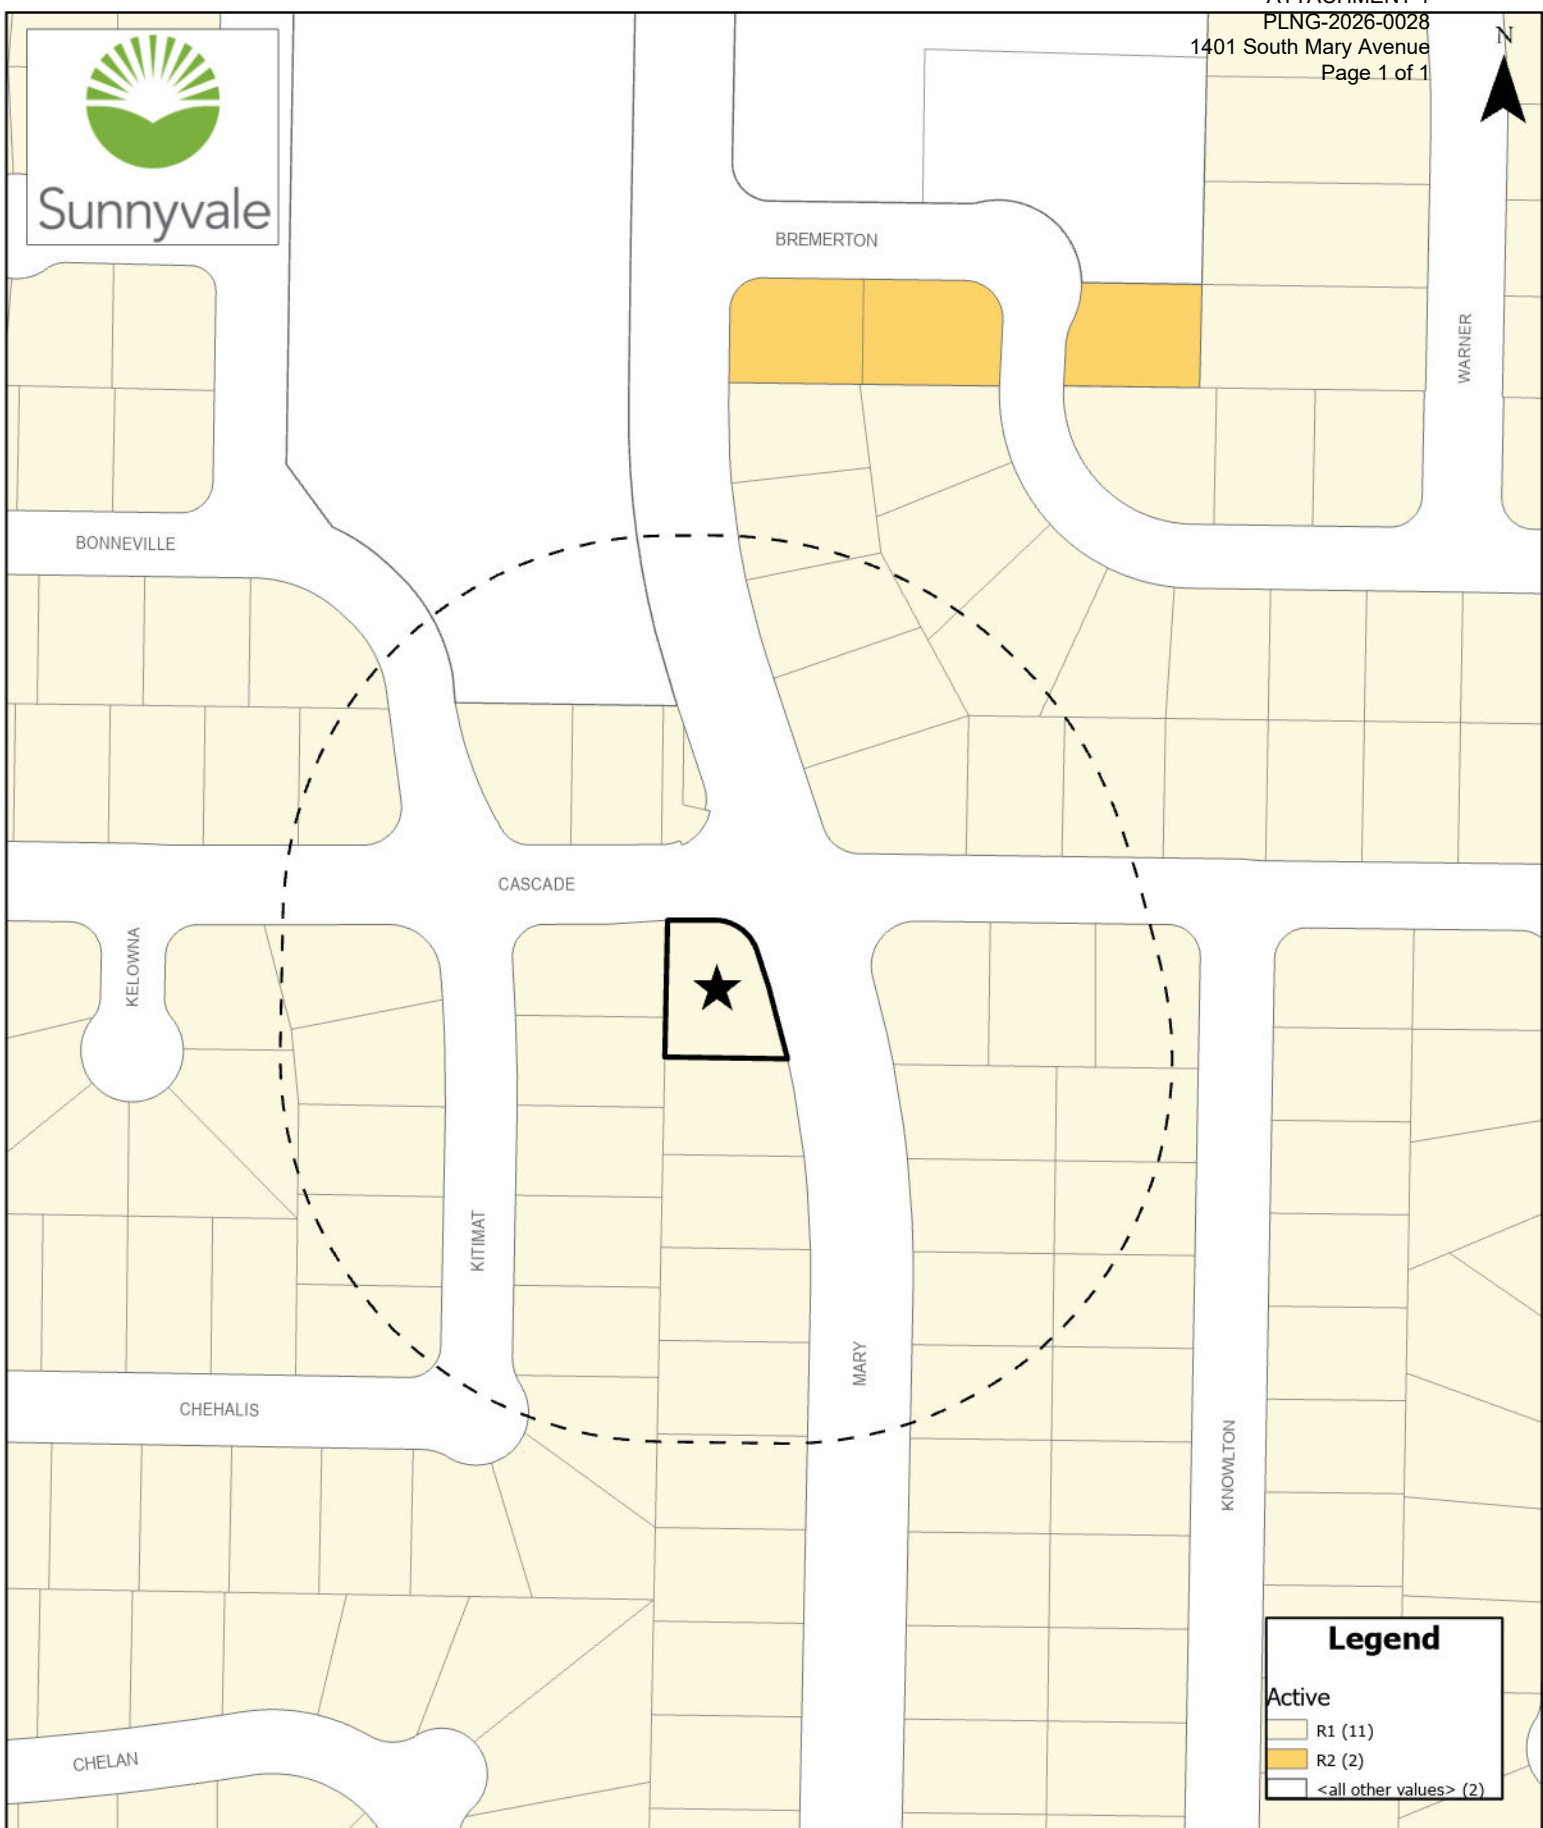 PLNG-2026-0028
1401 South Mary Avenue
Page 1 of 1
N
Sunnyvale
BREMERTON
WARNER
BONNEVILLE
CASCADE
KELOWNA
KITIMAT
MARY
CHEHALIS
KNOWLTON
CHELAN
Legend
Active
R1 (11)
R2 (2)
<all other values> (2)